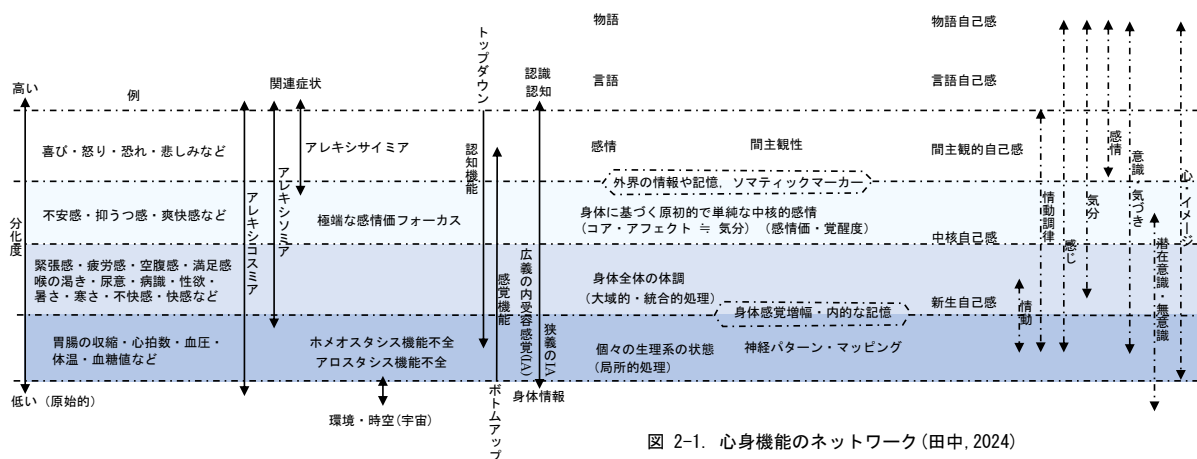 物語
物語自己感
トップダウン
高い
例
関連症状
認識
認知
言語
言語自己感
喜び・怒り・恐れ・悲しみなど
アレキシサイミア
認知機能
感情
間主観性
間主観的自己感
感情
外界の情報や記憶, ソマティックマーカー
分化度
不安感・抑うつ感・爽快感など
アレキシコスミア
アレキシソミア
極端な感情価フォーカス
身体に基づく原初的で単純な中核的感情
(コア・アフェクト ≒ 気分) (感情価・覚醒度)
中核自己感
情動調律
感じ
気分
意識・気づき
潜在意識・無意識
心・イメージ
緊張感・疲労感・空腹感・満足感
喉の渇き・尿意・病識・性欲・
暑さ・寒さ・不快感・快感など
感覚機能
広義の内受容感覚(IA)
身体全体の体調
(大域的・統合的処理)
新生自己感
情動
身体感覚増幅・内的な記憶
胃腸の収縮・心拍数・血圧・
体温・血糖値など
ホメオスタシス機能不全
アロスタシス機能不全
狭義のIA
個々の生理系の状態
(局所的処理)
神経パターン・マッピング
低い(原始的)
環境・時空(宇宙)
ボトムアップ
身体情報
図 2-1. 心身機能のネットワーク(田中, 2024)